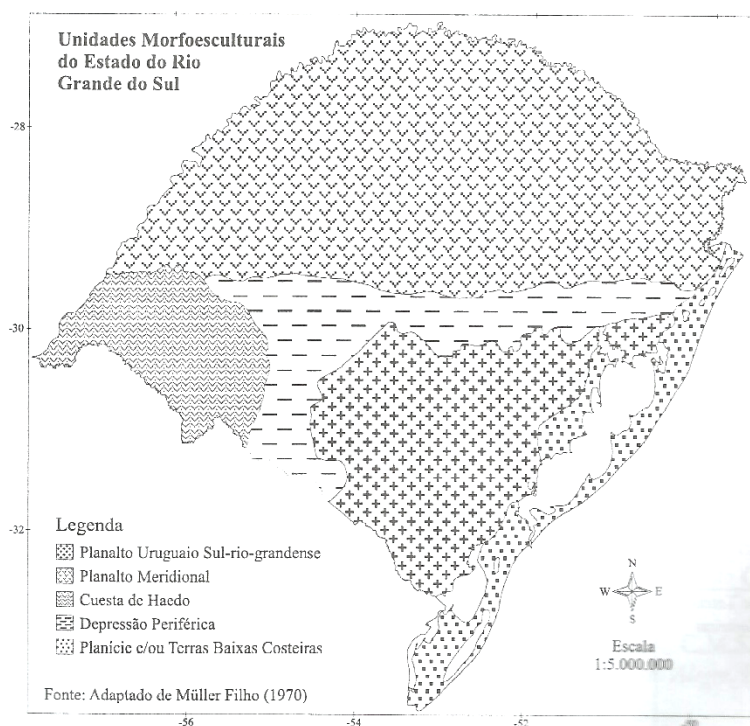 Unidades Morfoesculturais
do Estado do Rio
Grande do Sul
-28
-30
-32
Legenda
Planalto Uruguaio Sul-rio-grandense
Planalto Meridional
Cuesta de Haedo
Depressão Periférica
Planície e/ou Terras Baixas Costeiras
N
W E
S
Escala
1:5.000.000
Fonte: Adaptado de Müller Filho (1970)
-56 -54 -52 -50